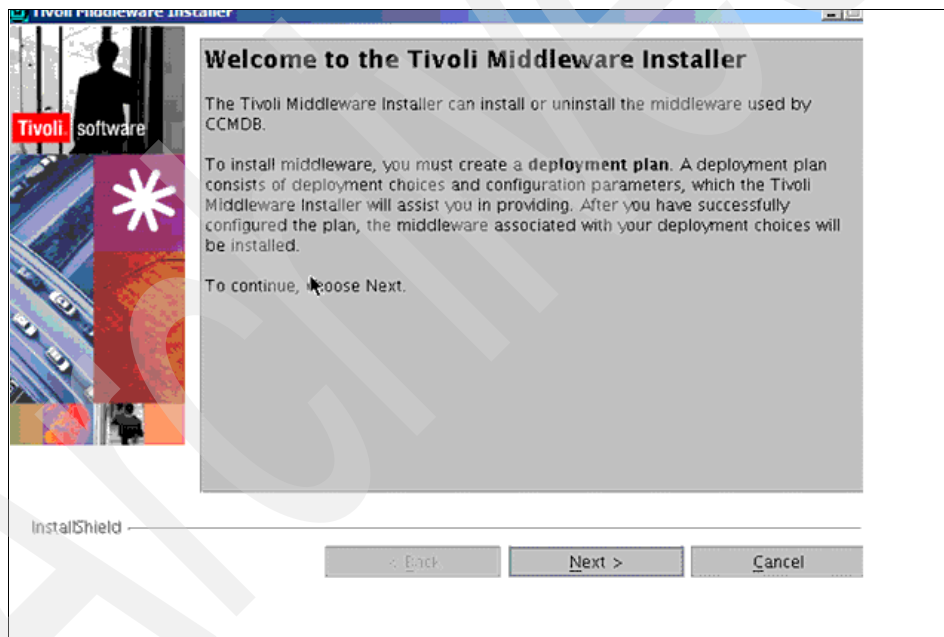 Tivoli Middleware Installer
Welcome to the Tivoli Middleware Installer
The Tivoli Middleware Installer can install or uninstall the middleware used by
CCMDB.
To install middleware, you must create a deployment plan. A deployment plan
consists of deployment choices and configuration parameters, which the Tivoli
Middleware Installer will assist you in providing. After you have successfully
configured the plan, the middleware associated with your deployment choices will
be installed.
To continue, choose Next.
Tivoli software
InstallShield
< Back
Next >
Cancel